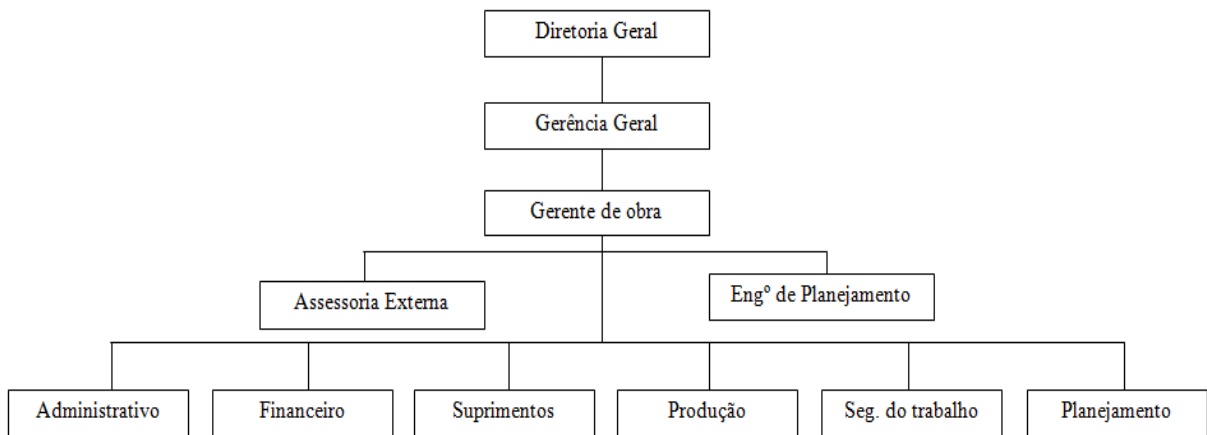 Diretoria Geral
Gerência Geral
Gerente de obra
Assessoria Externa
Engº de Planejamento
Administrativo
Financeiro
Suprimentos
Produção
Seg. do trabalho
Planejamento